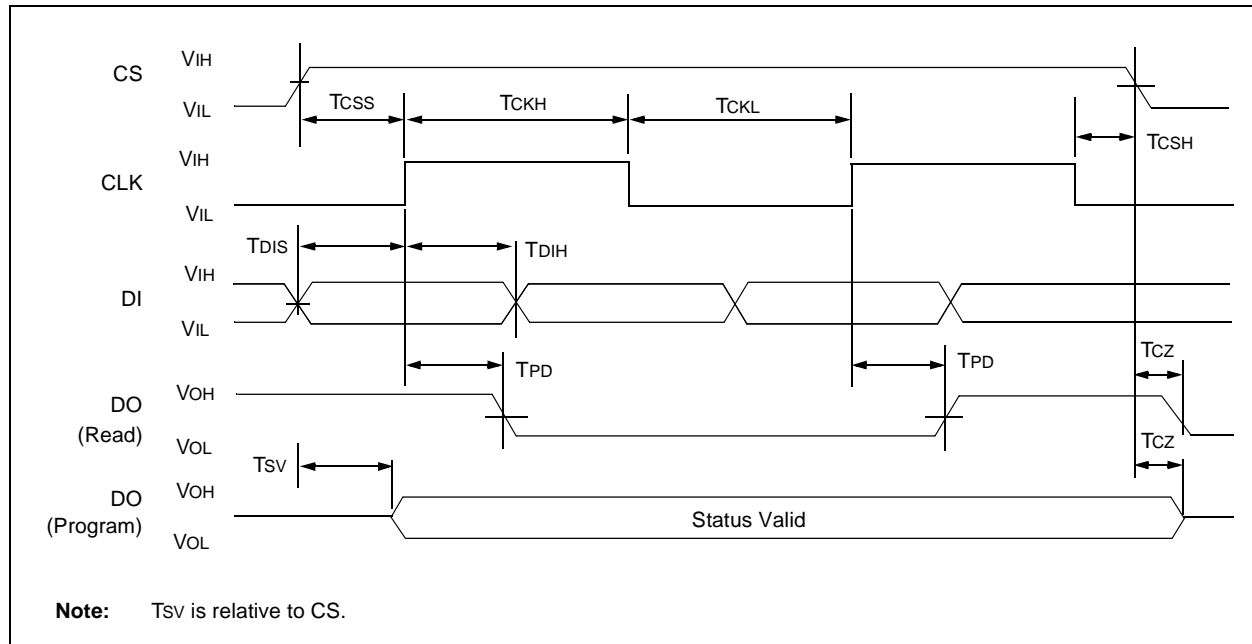 CS
VIH
VIL
TCSS
TCKH
TCKL
TCSH
CLK
VIH
VIL
TDIS
TDIH
DI
VIH
VIL
TPD
TPD
TCZ
DO
(Read)
VOH
VOL
TCZ
TSV
DO
(Program)
VOH
VOL
Status Valid
Note: TSV is relative to CS.